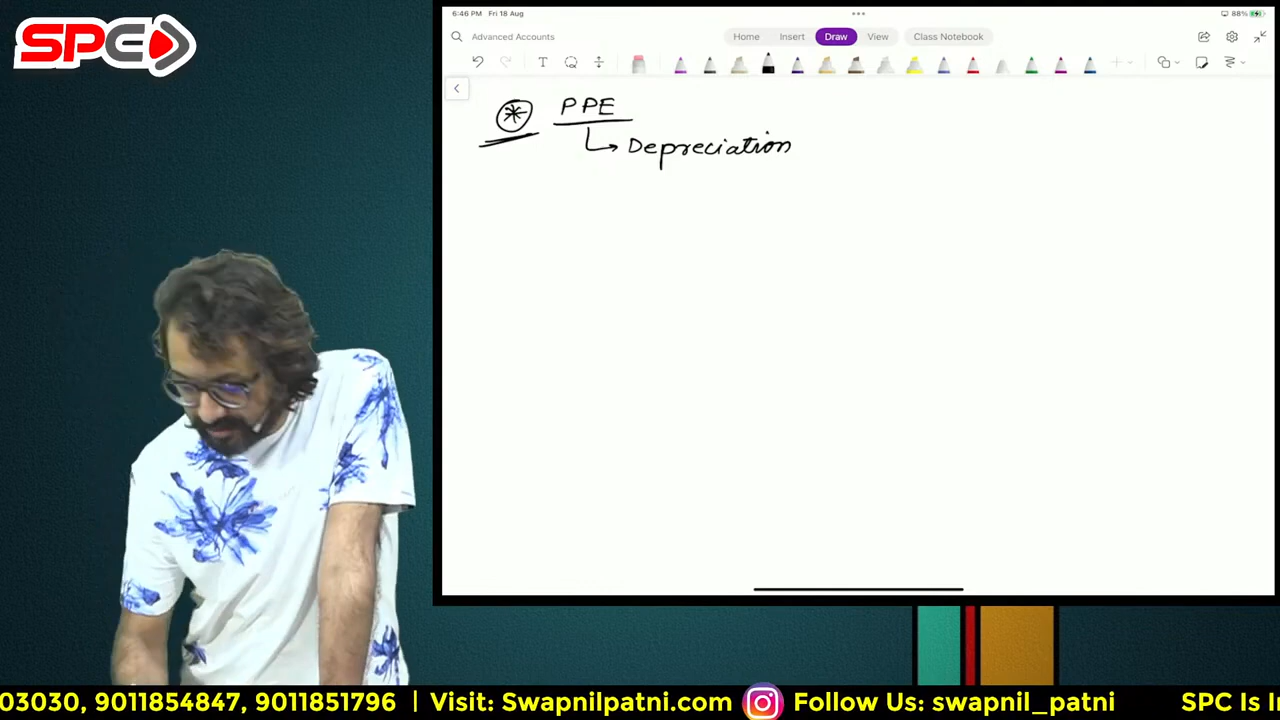 SPC
6:46 PM Fri 18 Aug
88%
Advanced Accounts
Home Insert Draw View Class Notebook
PPE
Depreciation
03030, 9011854847, 9011851796 | Visit: Swapnilpatni.com Follow Us: swapnil_patni SPC Is I